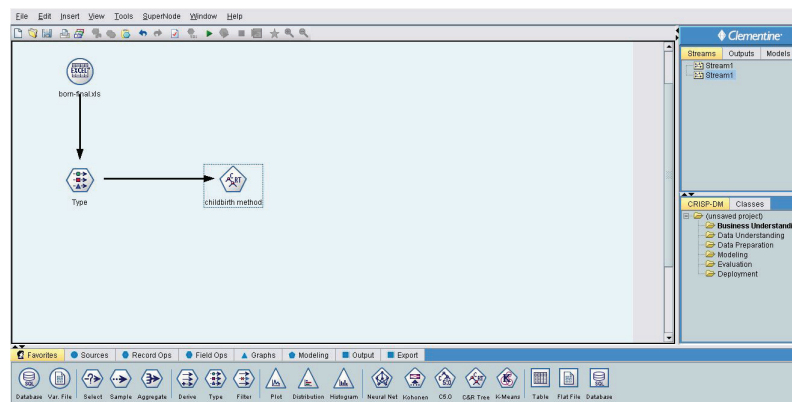 File Edit Insert View Tools SuperNode Window Help
Clementine
Streams Outputs Models
Stream1
Stream1
EXCEL
born-final.xls
Type
C&RT
childbirth method
CRISP-DM Classes
(unsaved project)
Business Understandi
Data Understanding
Data Preparation
Modeling
Evaluation
Deployment
Favorites Sources Record Ops Field Ops Graphs Modeling Output Export
Database Var. File Select Sample Aggregate Derive Type Filter Plot Distribution Histogram Neural Net Kohonen C5.0 C&R Tree K-Means Table Flat File Database